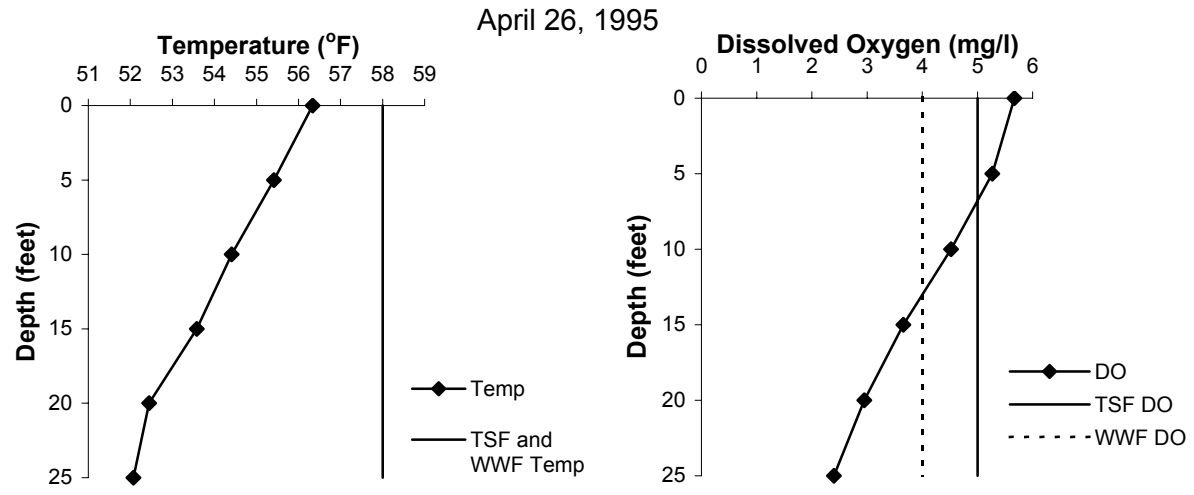 April 26, 1995
Temperature (°F)
51 52 53 54 55 56 57 58 59
0
5
10
15
20
25
Depth (feet)
Temp
TSF and
WWF Temp
Dissolved Oxygen (mg/l)
0 1 2 3 4 5 6
0
5
10
15
20
25
Depth (feet)
DO
TSF DO
WWF DO